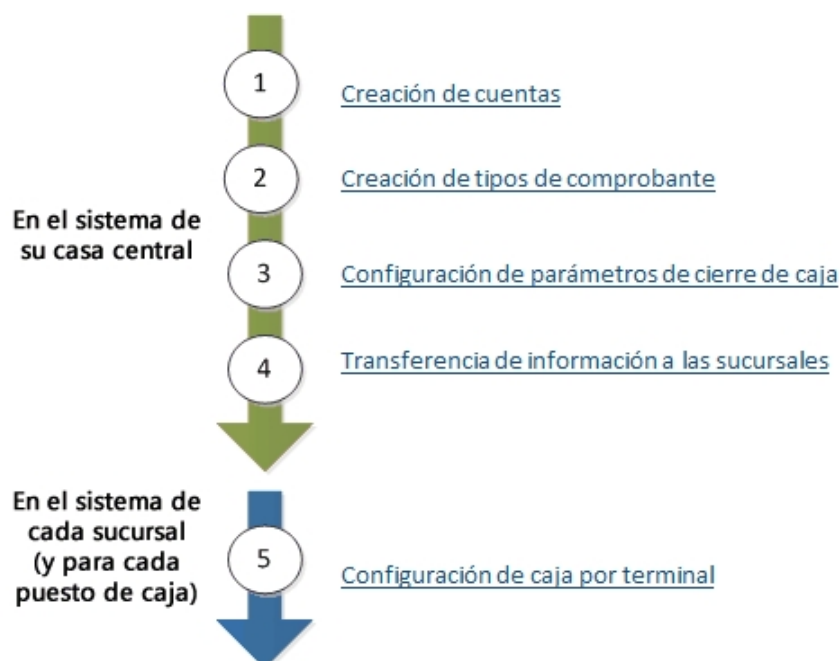 1
Creación de cuentas
2
Creación de tipos de comprobante
En el sistema de
su casa central
3
Configuración de parámetros de cierre de caja
4
Transferencia de información a las sucursales
En el sistema de
cada sucursal
(y para cada
puesto de caja)
5
Configuración de caja por terminal